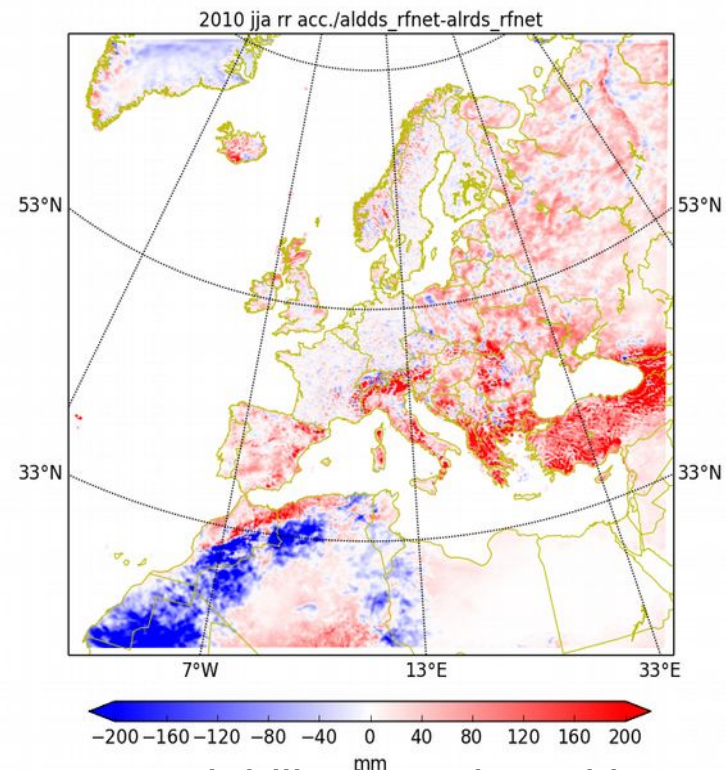 2010 jja rr acc./aldds_rfnet-alrds_rfnet
53°N 53°N
33°N 33°N
7°W 13°E 33°E
−200 −160 −120 −80 −40 0 40 80 120 160 200
mm